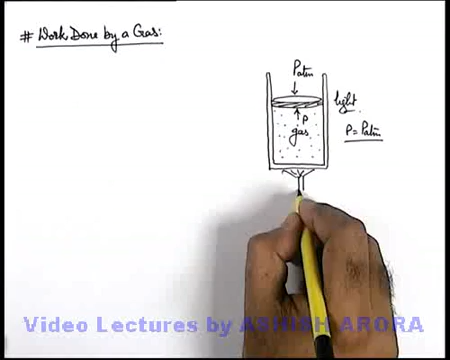 # Work Done by a Gas:
Patm
light
P
gas
P = Patm
Video Lectures by ASHISH ARORA